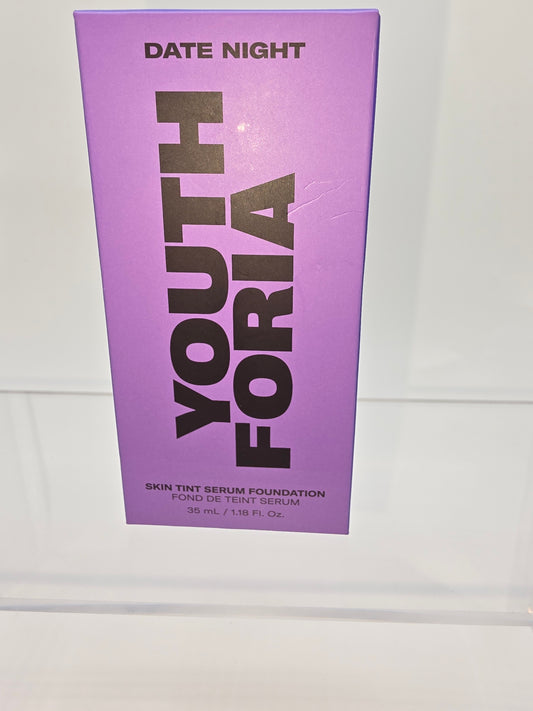 DATE NIGHT
YOUTH
FORIA
SKIN TINT SERUM FOUNDATION
FOND DE TEINT SERUM
35 mL / 1.18 Fl. Oz.